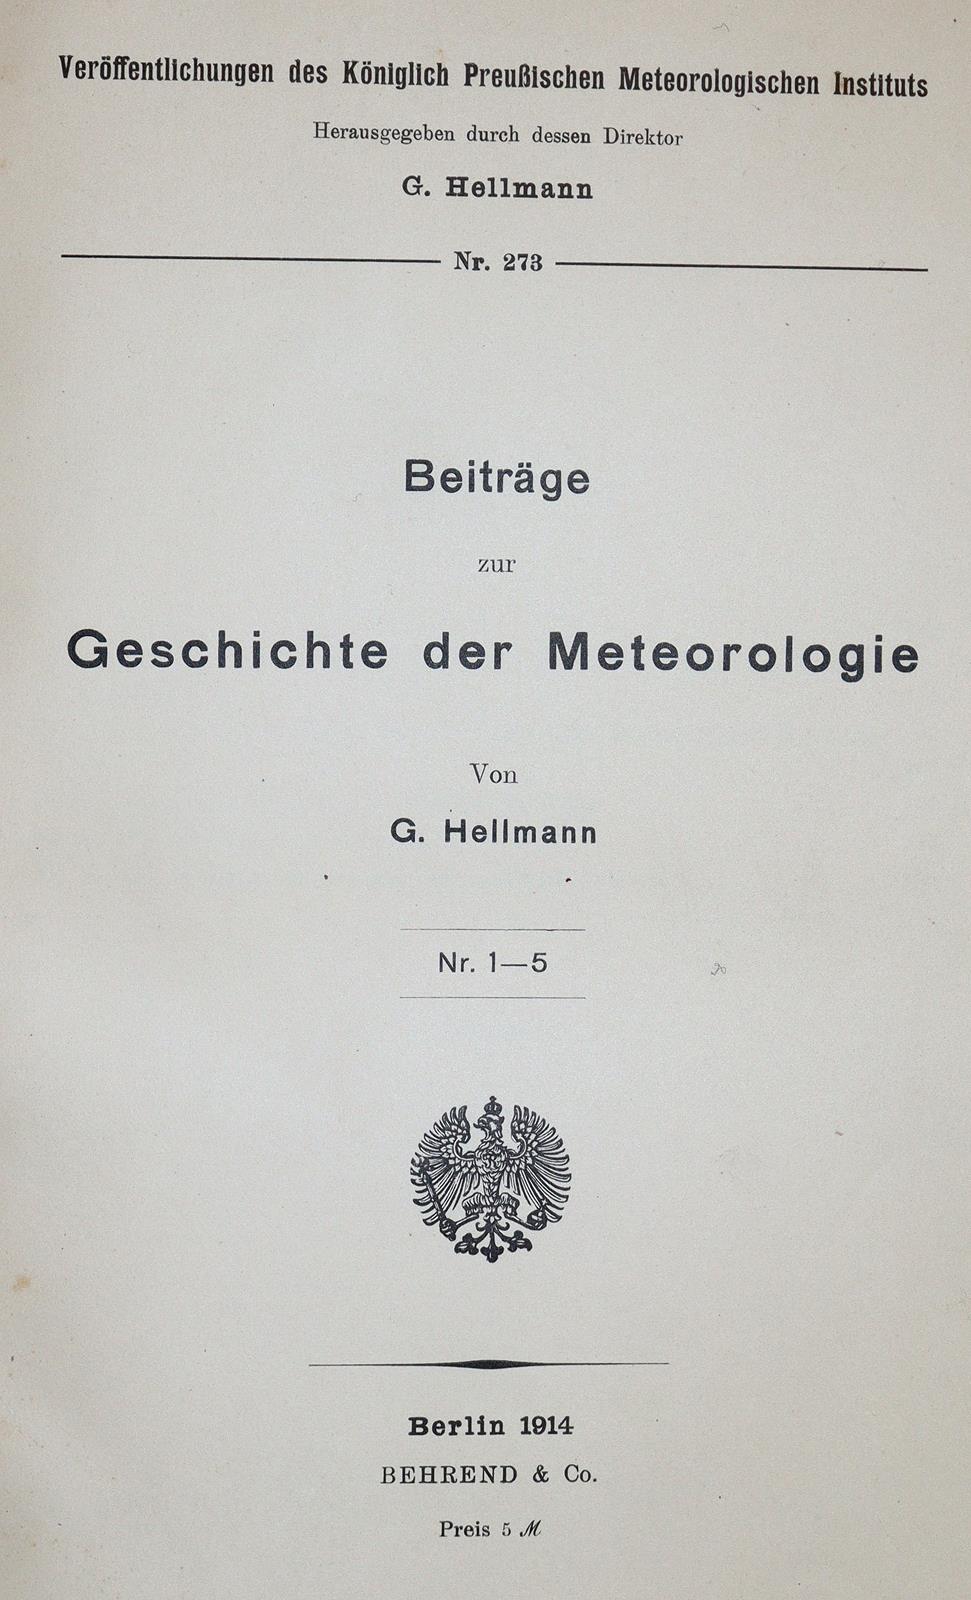 Veröffentlichungen des Königlich Preußischen Meteorologischen Instituts
Herausgegeben durch dessen Direktor
G. Hellmann
Nr. 273
Beiträge
zur
Geschichte der Meteorologie
Von
G. Hellmann
Nr. 1—5
Berlin 1914
BEHREND & Co.
Preis 5 ℳ